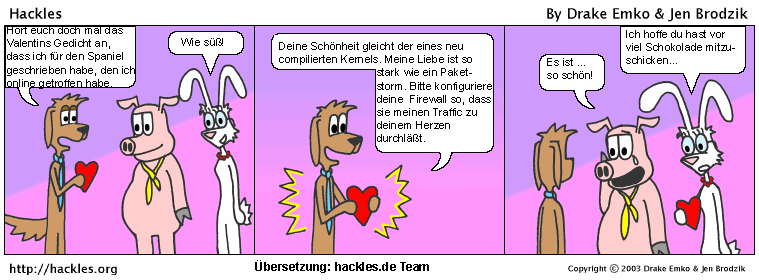 Hackles
By Drake Emko & Jen Brodzik
Hört euch doch mal das
Valentins Gedicht an,
dass ich für den Spaniel
geschrieben habe, den ich
online getroffen habe.
Wie süß!
Deine Schönheit gleicht der eines neu
compilierten Kernels. Meine Liebe ist so
stark wie ein Paket-
storm. Bitte konfiguriere
deine Firewall so, dass
sie meinen Traffic zu
deinem Herzen
durchläßt.
Es ist ...
so schön!
Ich hoffe du hast vor
viel Schokolade mitzu-
schicken...
http://hackles.org
Übersetzung: hackles.de Team
Copyright © 2003 Drake Emko & Jen Brodzik